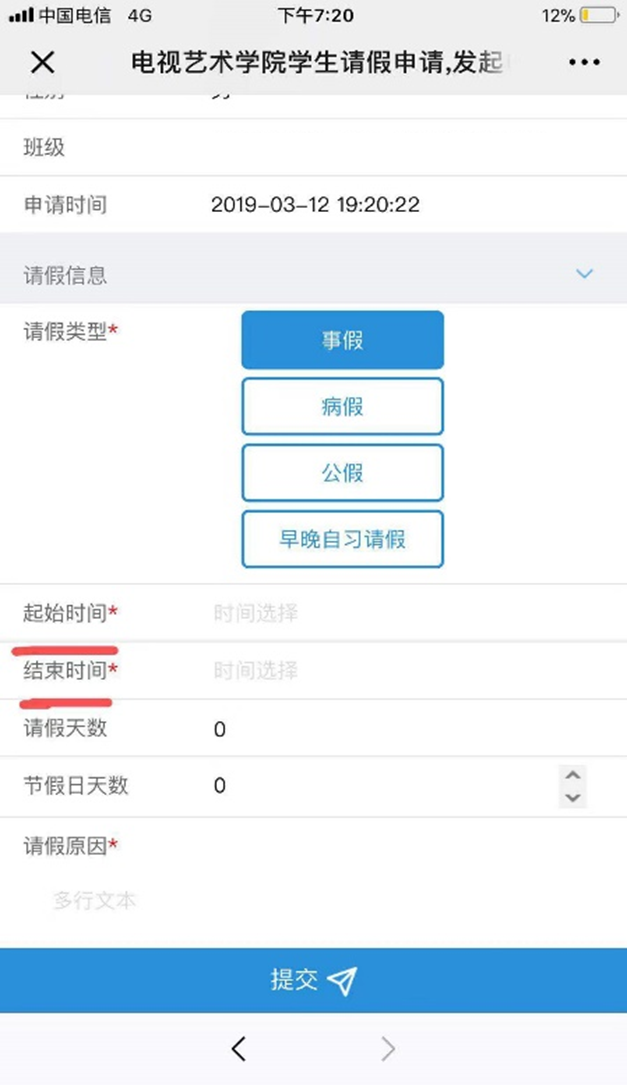 中国电信 4G 下午7:20 12%
电视艺术学院学生请假申请,发起
班级
申请时间 2019-03-12 19:20:22
请假信息
请假类型*
事假
病假
公假
早晚自习请假
起始时间* 时间选择
结束时间* 时间选择
请假天数 0
节假日天数 0
请假原因*
多行文本
提交